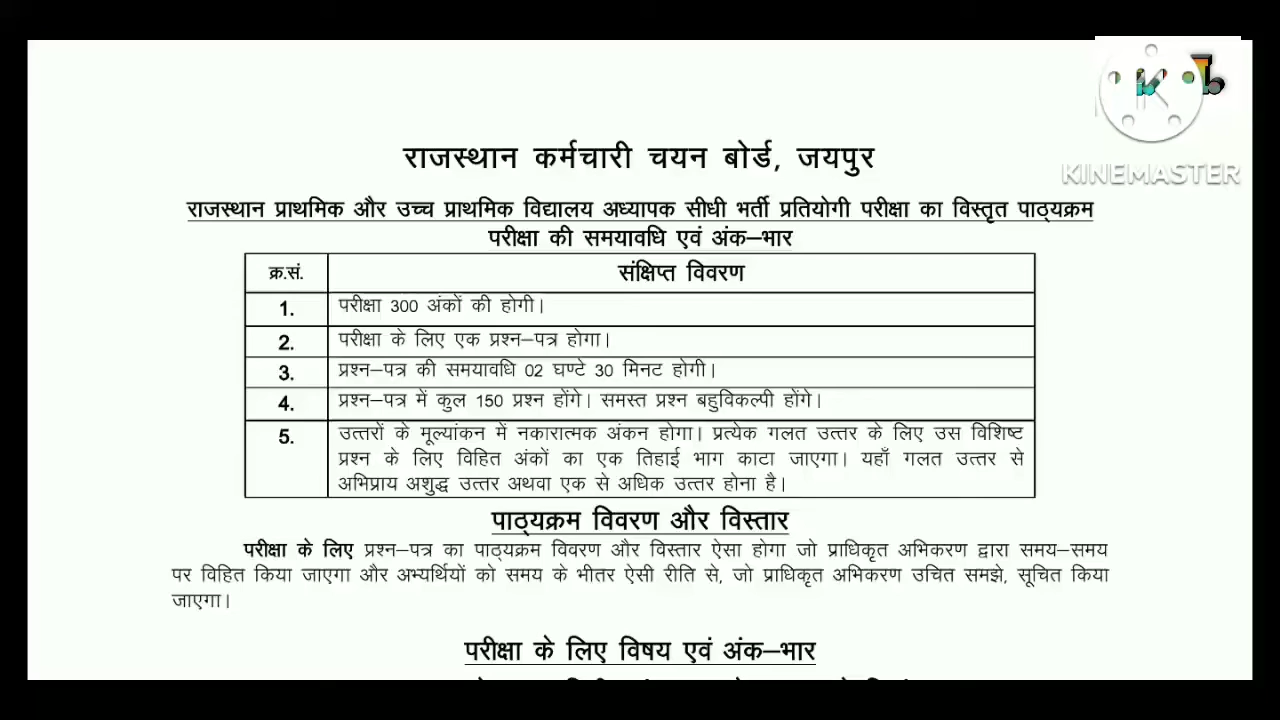 राजस्थान कर्मचारी चयन बोर्ड, जयपुर
KINEMASTER
राजस्थान प्राथमिक और उच्च प्राथमिक विद्यालय अध्यापक सीधी भर्ती प्रतियोगी परीक्षा का विस्तृत पाठ्यक्रम
परीक्षा की समयावधि एवं अंक–भार
क्र.सं. संक्षिप्त विवरण
1. परीक्षा 300 अंकों की होगी।
2. परीक्षा के लिए एक प्रश्न–पत्र होगा।
3. प्रश्न–पत्र की समयावधि 02 घण्टे 30 मिनट होगी।
4. प्रश्न–पत्र में कुल 150 प्रश्न होंगे। समस्त प्रश्न बहुविकल्पी होंगे।
5. उत्तरों के मूल्यांकन में नकारात्मक अंकन होगा। प्रत्येक गलत उत्तर के लिए उस विशिष्ट
प्रश्न के लिए विहित अंकों का एक तिहाई भाग काटा जाएगा। यहाँ गलत उत्तर से
अभिप्राय अशुद्ध उत्तर अथवा एक से अधिक उत्तर होना है।
पाठ्यक्रम विवरण और विस्तार
परीक्षा के लिए प्रश्न–पत्र का पाठ्यक्रम विवरण और विस्तार ऐसा होगा जो प्राधिकृत अभिकरण द्वारा समय–समय
पर विहित किया जाएगा और अभ्यर्थियों को समय के भीतर ऐसी रीति से, जो प्राधिकृत अभिकरण उचित समझे, सूचित किया
जाएगा।
परीक्षा के लिए विषय एवं अंक–भार